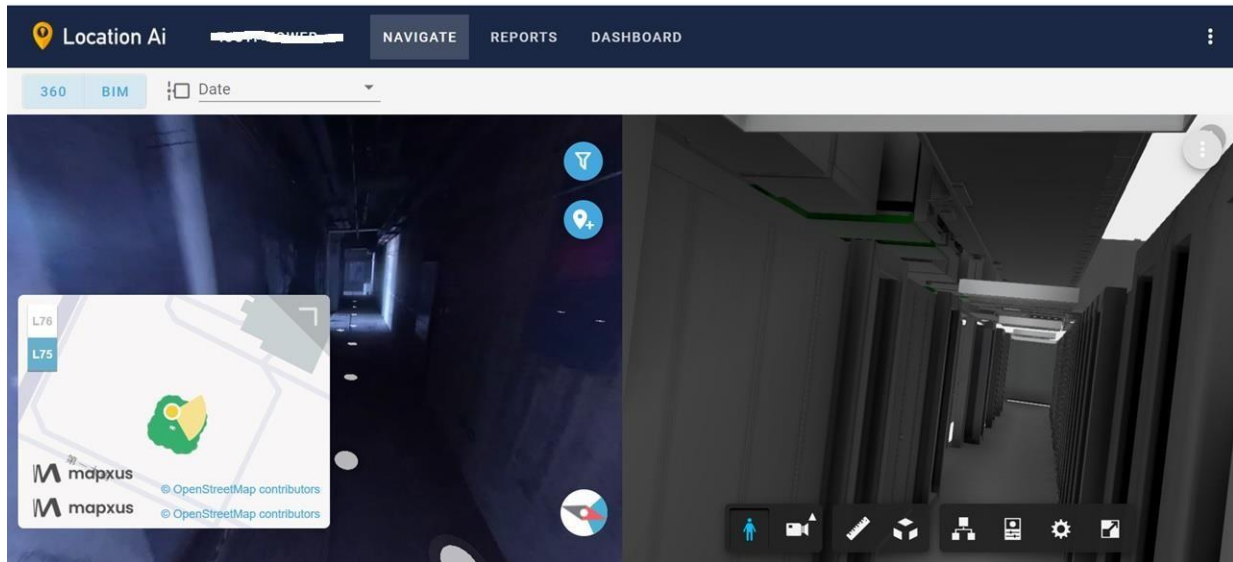 Location Ai
NAVIGATE
REPORTS
DASHBOARD
360
BIM
Date
L76
L75
mapxus
© OpenStreetMap contributors
mapxus
© OpenStreetMap contributors